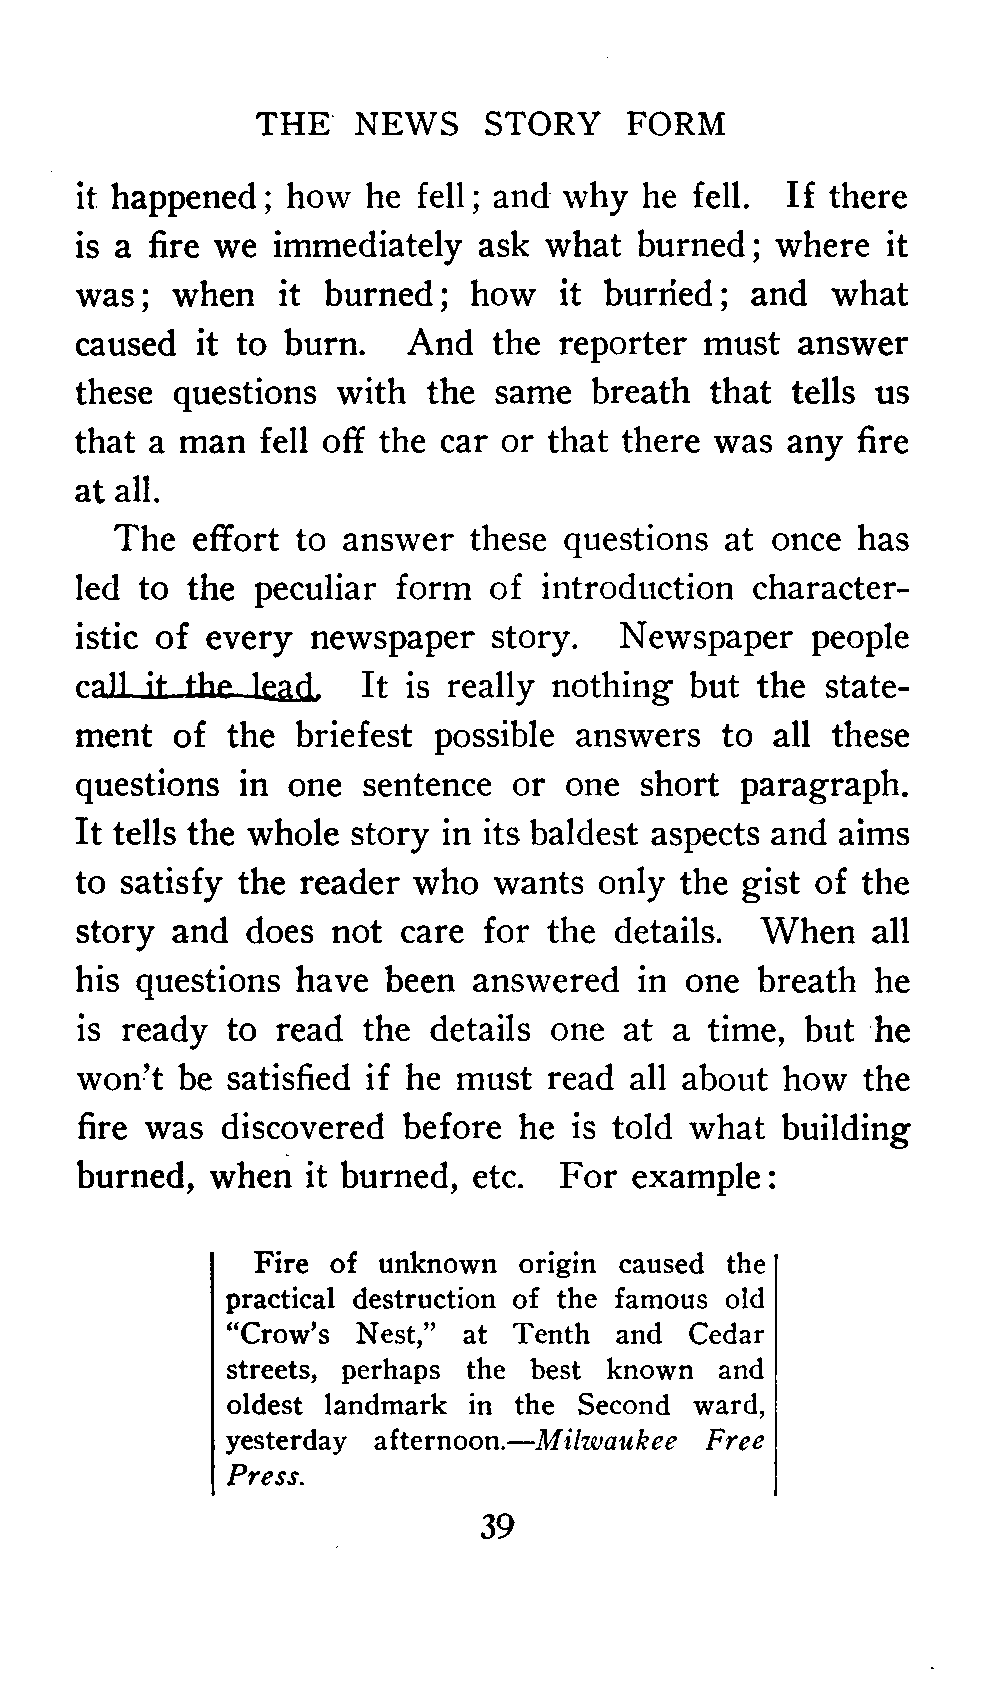 THE NEWS STORY FORM
it happened; how he fell; and why he fell. If there
is a fire we immediately ask what burned; where it
was; when it burned; how it burned; and what
caused it to burn. And the reporter must answer
these questions with the same breath that tells us
that a man fell off the car or that there was any fire
at all.
The effort to answer these questions at once has
led to the peculiar form of introduction character-
istic of every newspaper story. Newspaper people
call it the lead. It is really nothing but the state-
ment of the briefest possible answers to all these
questions in one sentence or one short paragraph.
It tells the whole story in its baldest aspects and aims
to satisfy the reader who wants only the gist of the
story and does not care for the details. When all
his questions have been answered in one breath he
is ready to read the details one at a time, but he
won't be satisfied if he must read all about how the
fire was discovered before he is told what building
burned, when it burned, etc. For example:
Fire of unknown origin caused the
practical destruction of the famous old
“Crow's Nest,” at Tenth and Cedar
streets, perhaps the best known and
oldest landmark in the Second ward,
yesterday afternoon.—Milwaukee Free
Press.
39